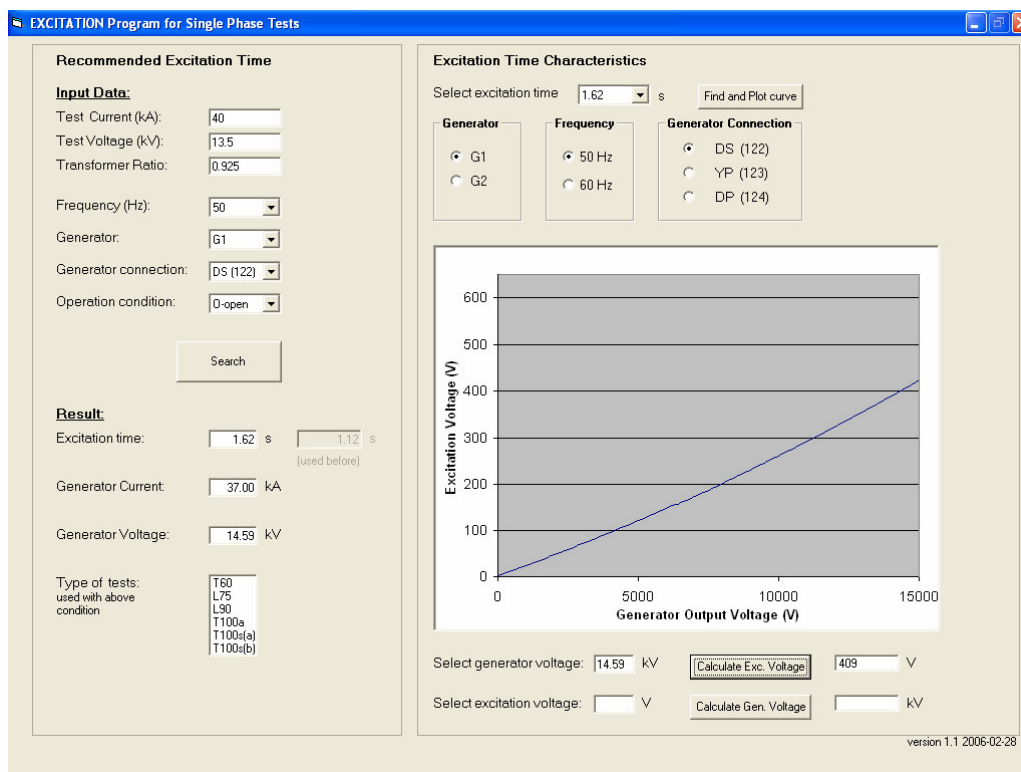 EXCITATION Program for Single Phase Tests
Recommended Excitation Time
Input Data:
Test Current (kA): 40
Test Voltage (kV): 13.5
Transformer Ratio: 0.925
Frequency (Hz): 50
Generator: G1
Generator connection: DS (122)
Operation condition: O-open
Search
Result:
Excitation time: 1.62 s 1.12 s
(used before)
Generator Current: 37.00 kA
Generator Voltage: 14.59 kV
Type of tests:
used with above
condition
T60
L75
L90
T100a
T100s(a)
T100s(b)
Excitation Time Characteristics
Select excitation time 1.62 s Find and Plot curve
Generator
G1
G2
Frequency
50 Hz
60 Hz
Generator Connection
DS (122)
YP (123)
DP (124)
Excitation Voltage (V)
600
500
400
300
200
100
0
0 5000 10000 15000
Generator Output Voltage (V)
Select generator voltage: 14.59 kV Calculate Exc. Voltage 409 V
Select excitation voltage: V Calculate Gen. Voltage kV
version 1.1 2006-02-28